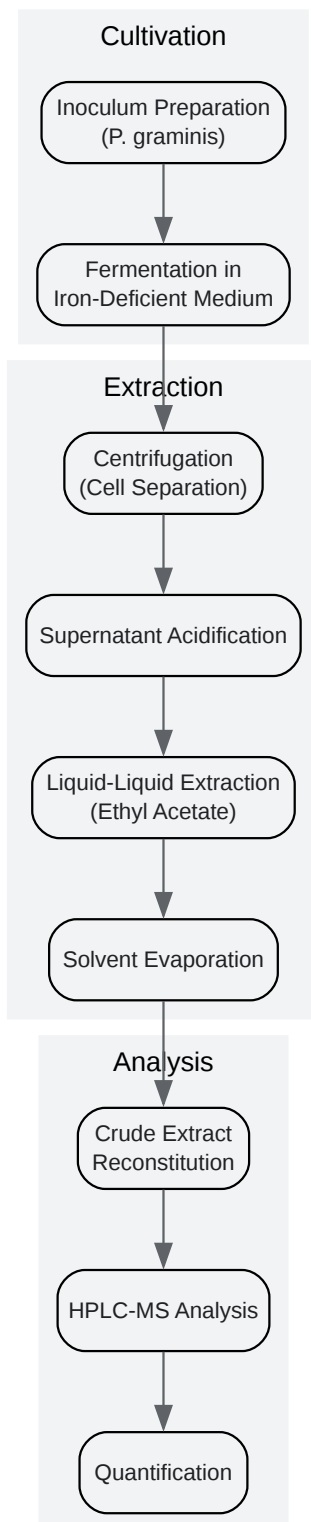 Cultivation
Inoculum Preparation
(P. graminis)
Fermentation in
Iron-Deficient Medium
Extraction
Centrifugation
(Cell Separation)
Supernatant Acidification
Liquid-Liquid Extraction
(Ethyl Acetate)
Solvent Evaporation
Analysis
Crude Extract
Reconstitution
HPLC-MS Analysis
Quantification